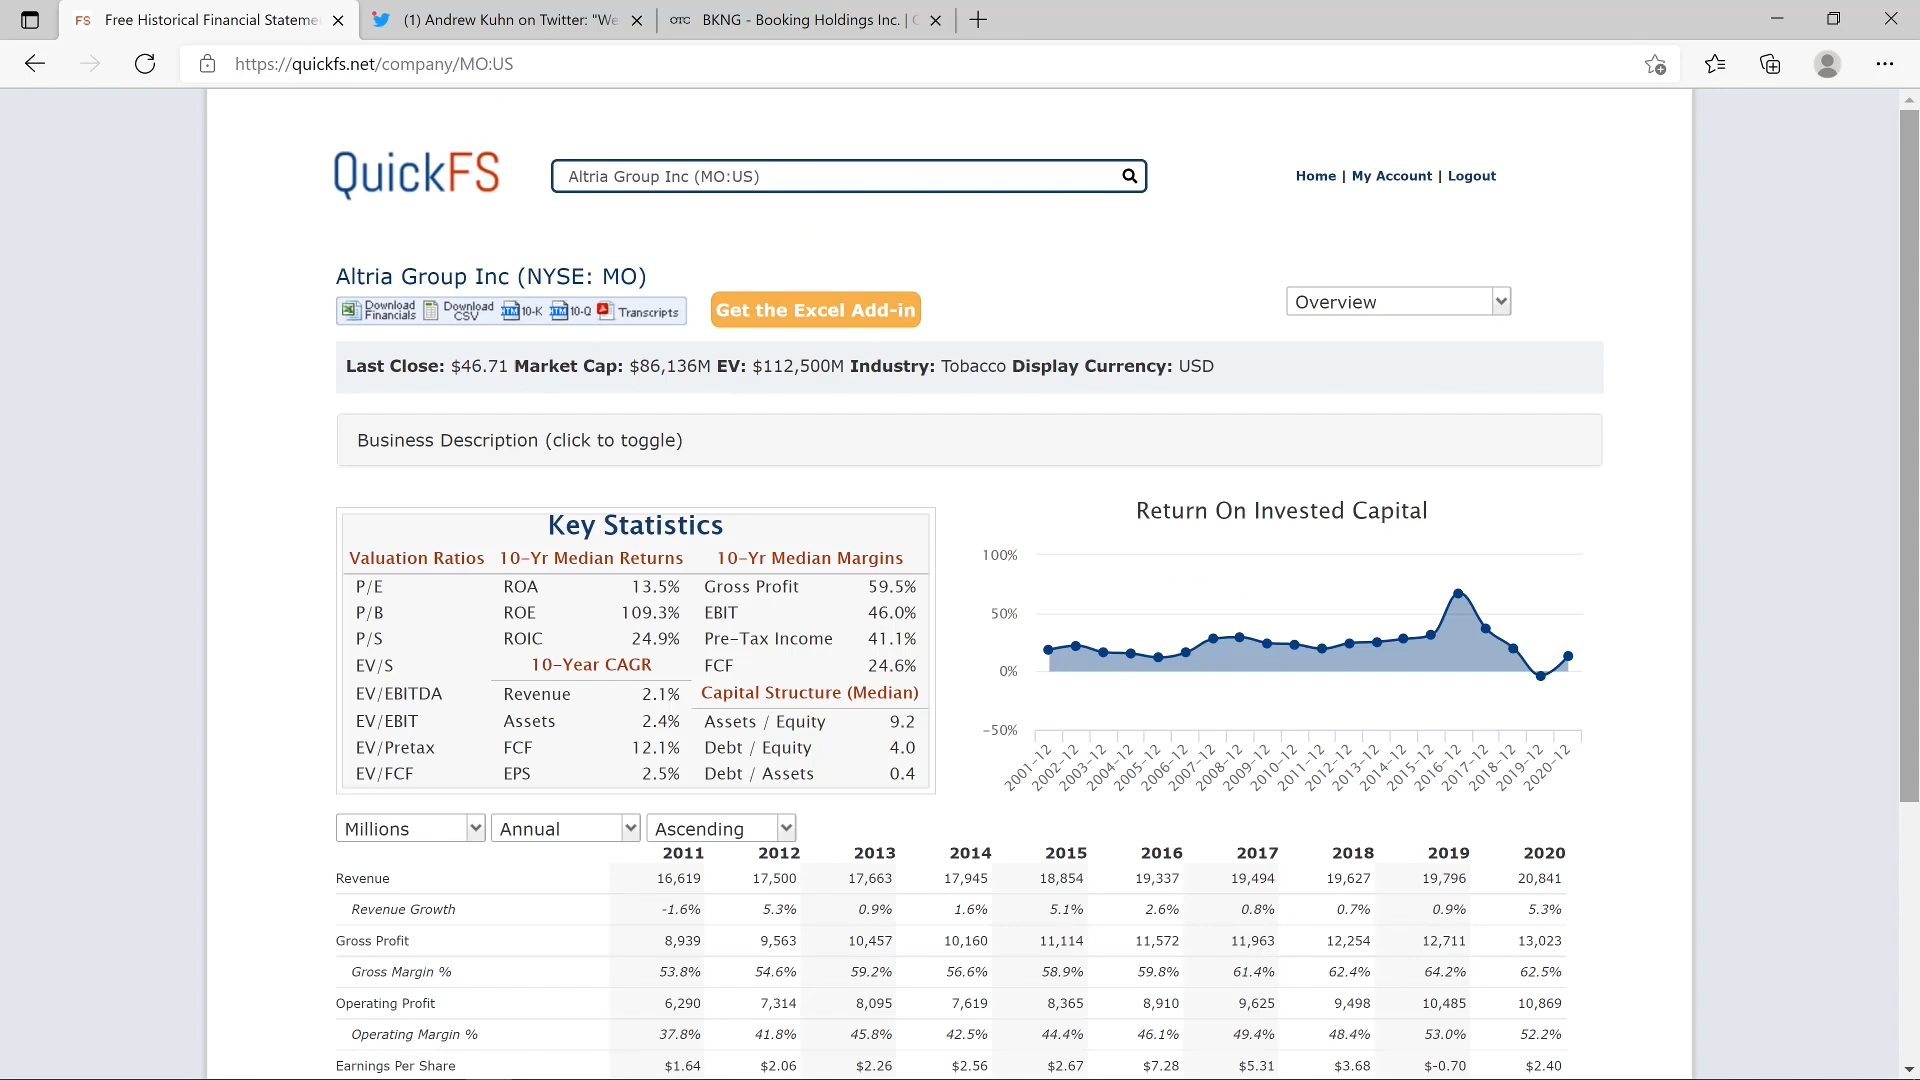 FS Free Historical Financial Stateme
(1) Andrew Kuhn on Twitter: "We
OTC BKNG - Booking Holdings Inc. |
https://quickfs.net/company/MO:US
QuickFS
Altria Group Inc (MO:US)
Home | My Account | Logout
Altria Group Inc (NYSE: MO)
Download Financials Download CSV 10-K 10-Q Transcripts
Get the Excel Add-in
Overview
Last Close: $46.71 Market Cap: $86,136M EV: $112,500M Industry: Tobacco Display Currency: USD
Business Description (click to toggle)
Key Statistics
Valuation Ratios 10-Yr Median Returns 10-Yr Median Margins
P/E ROA 13.5% Gross Profit 59.5%
P/B ROE 109.3% EBIT 46.0%
P/S ROIC 24.9% Pre-Tax Income 41.1%
EV/S 10-Year CAGR FCF 24.6%
EV/EBITDA Revenue 2.1% Capital Structure (Median)
EV/EBIT Assets 2.4% Assets / Equity 9.2
EV/Pretax FCF 12.1% Debt / Equity 4.0
EV/FCF EPS 2.5% Debt / Assets 0.4
Return On Invested Capital
100%
50%
0%
-50%
2001-12 2002-12 2003-12 2004-12 2005-12 2006-12 2007-12 2008-12 2009-12 2010-12 2011-12 2012-12 2013-12 2014-12 2015-12 2016-12 2017-12 2018-12 2019-12 2020-12
Millions Annual Ascending
2011 2012 2013 2014 2015 2016 2017 2018 2019 2020
Revenue 16,619 17,500 17,663 17,945 18,854 19,337 19,494 19,627 19,796 20,841
Revenue Growth -1.6% 5.3% 0.9% 1.6% 5.1% 2.6% 0.8% 0.7% 0.9% 5.3%
Gross Profit 8,939 9,563 10,457 10,160 11,114 11,572 11,963 12,254 12,711 13,023
Gross Margin % 53.8% 54.6% 59.2% 56.6% 58.9% 59.8% 61.4% 62.4% 64.2% 62.5%
Operating Profit 6,290 7,314 8,095 7,619 8,365 8,910 9,625 9,498 10,485 10,869
Operating Margin % 37.8% 41.8% 45.8% 42.5% 44.4% 46.1% 49.4% 48.4% 53.0% 52.2%
Earnings Per Share $1.64 $2.06 $2.26 $2.56 $2.67 $7.28 $5.31 $3.68 $-0.70 $2.40